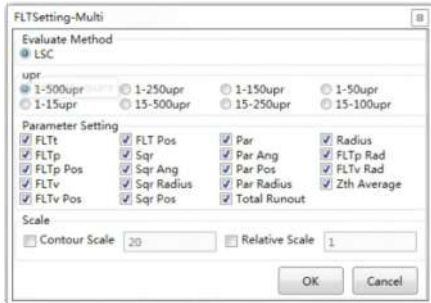 FLTSetting-Multi
Evaluate Method
LSC
upr
1-500upr 1-250upr 1-150upr 1-50upr
1-15upr 15-500upr 15-250upr 15-100upr
Parameter Setting
FLTt FLT Pos Par Radius
FLTp Sqr Par Ang FLTp Rad
FLTp Pos Sqr Ang Par Pos FLTv Rad
FLTv Sqr Radius Par Radius Zth Average
FLTv Pos Sqr Pos Total Runout
Scale
Contour Scale 20 Relative Scale 1
OK Cancel